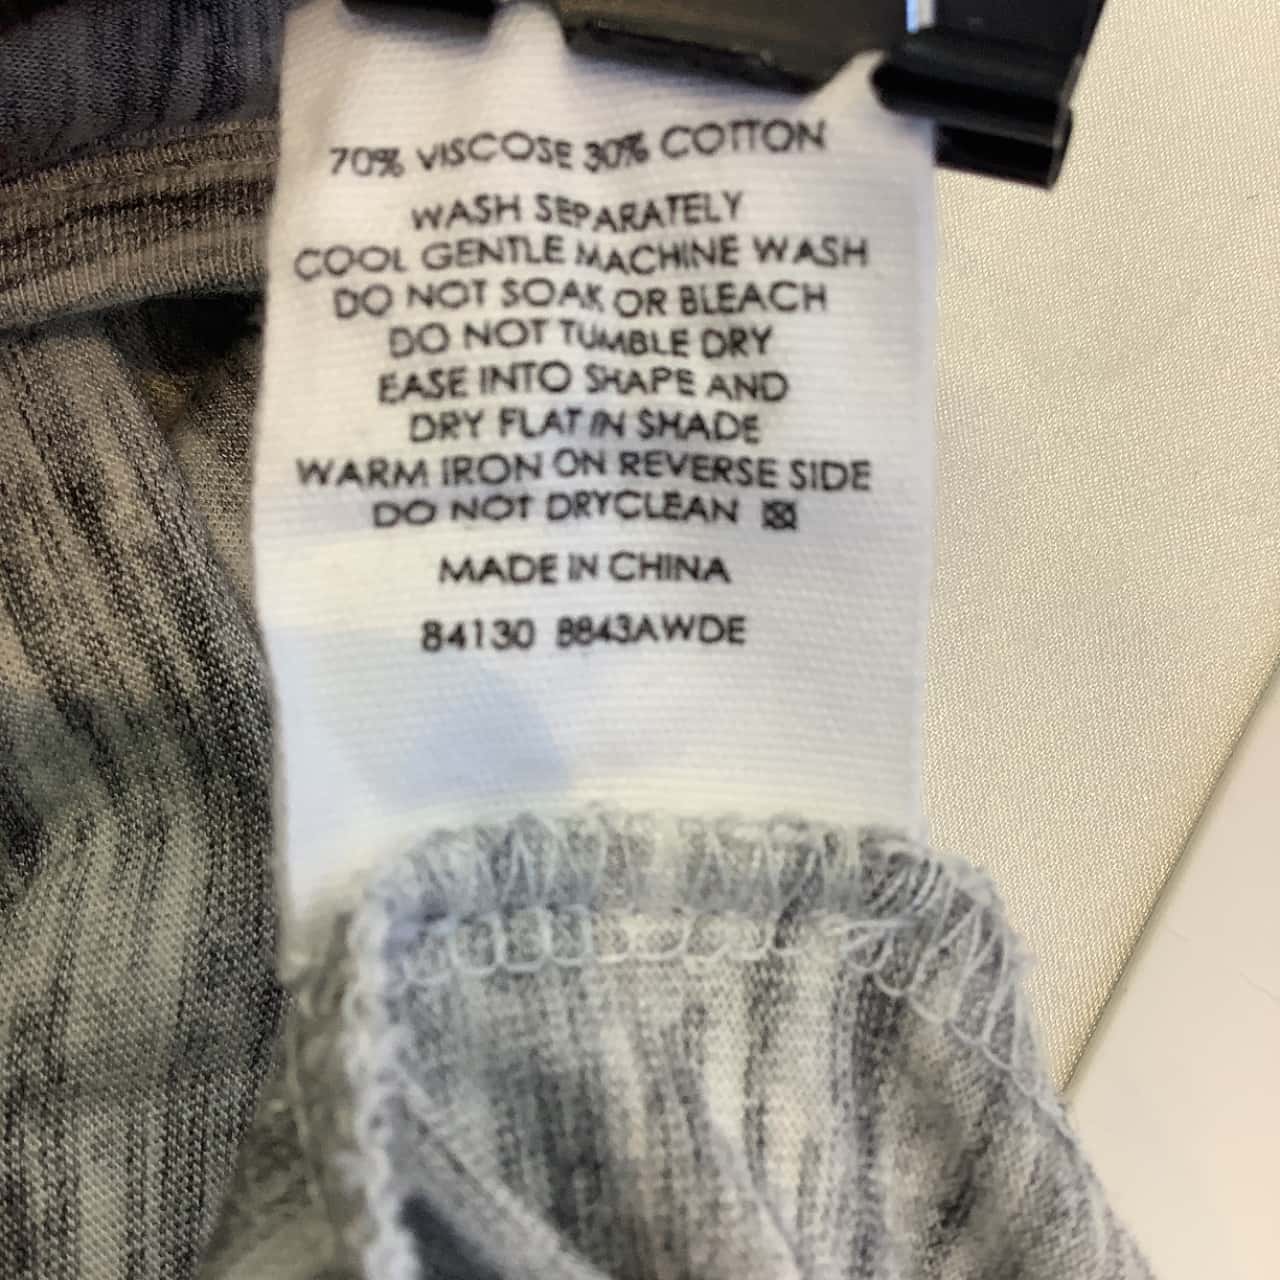 70% VISCOSE 30% COTTON
WASH SEPARATELY
COOL GENTLE MACHINE WASH
DO NOT SOAK OR BLEACH
DO NOT TUMBLE DRY
EASE INTO SHAPE AND
DRY FLAT IN SHADE
WARM IRON ON REVERSE SIDE
DO NOT DRYCLEAN
MADE IN CHINA
84130 8843AWDE